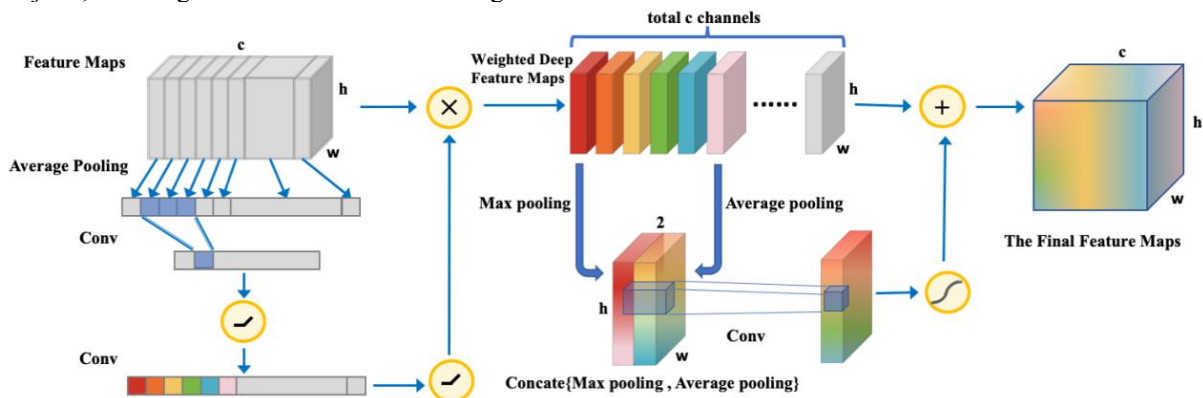 total c channels
c
Feature Maps
Weighted Deep
Feature Maps
h
h
c
×
······
+
h
w
w
Average Pooling
w
Max pooling
Average pooling
2
The Final Feature Maps
Conv
h
Conv
w
Conv
Concate{Max pooling , Average pooling}